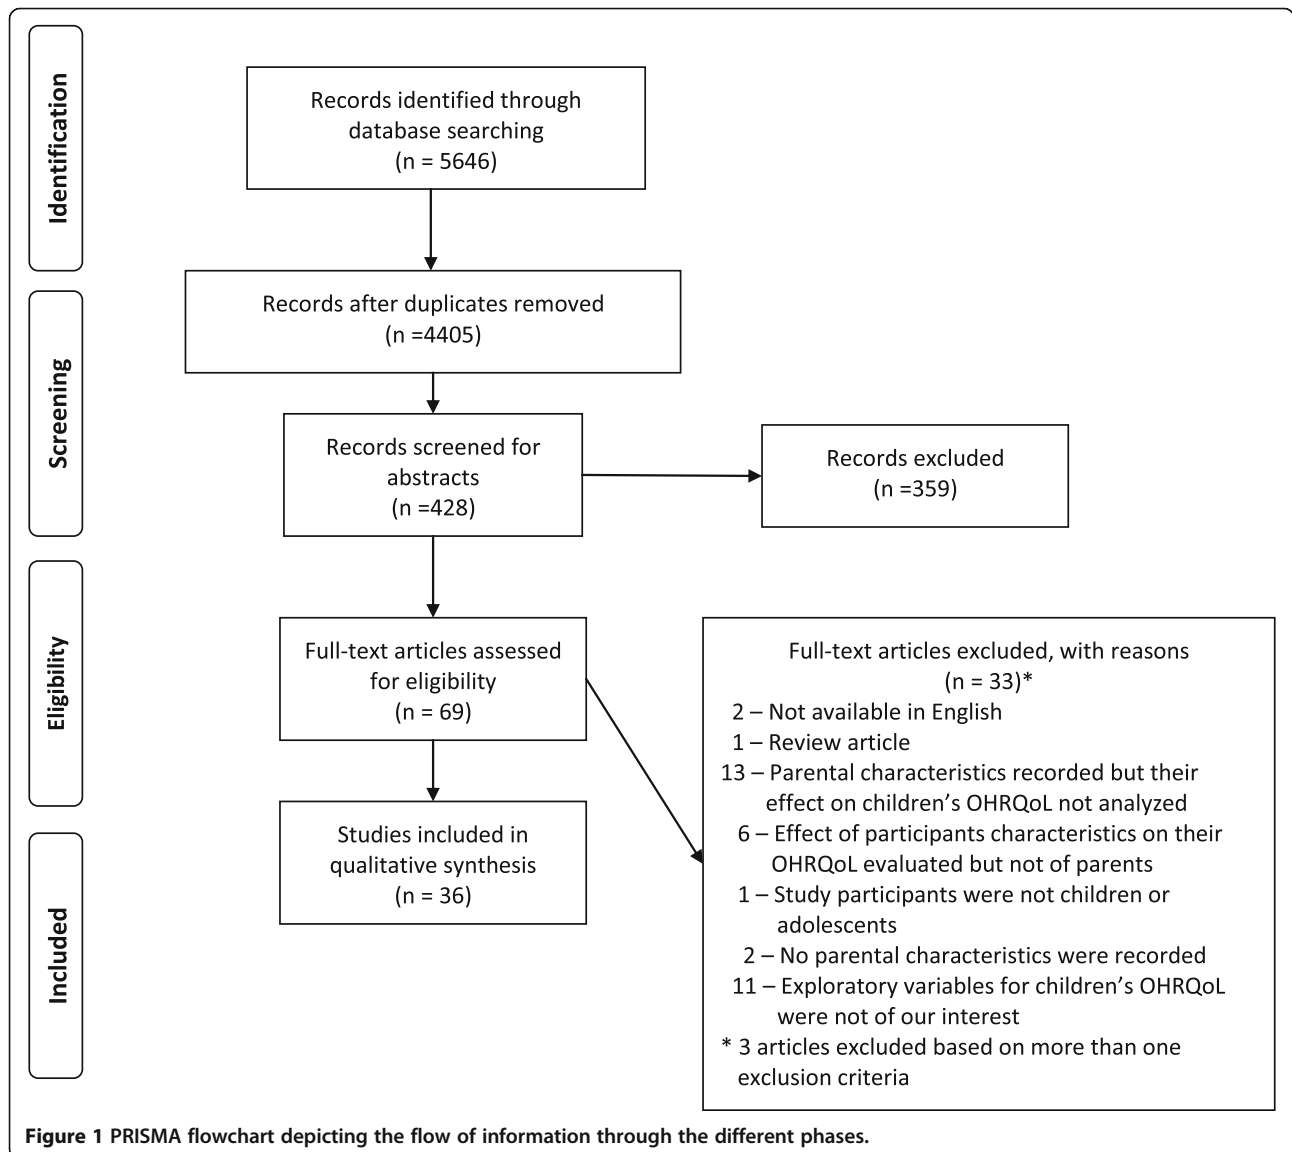 Identification
Records identified through
database searching
(n = 5646)
Records after duplicates removed
(n =4405)
Screening
Records screened for
abstracts
(n =428)
Records excluded
(n =359)
Eligibility
Full-text articles assessed
for eligibility
(n = 69)
Full-text articles excluded, with reasons
(n = 33)*
2 – Not available in English
1 – Review article
13 – Parental characteristics recorded but their
effect on children’s OHRQoL not analyzed
6 – Effect of participants characteristics on their
OHRQoL evaluated but not of parents
1 – Study participants were not children or
adolescents
2 – No parental characteristics were recorded
11 – Exploratory variables for children’s OHRQoL
were not of our interest
* 3 articles excluded based on more than one
exclusion criteria
Included
Studies included in
qualitative synthesis
(n = 36)
Figure 1 PRISMA flowchart depicting the flow of information through the different phases.